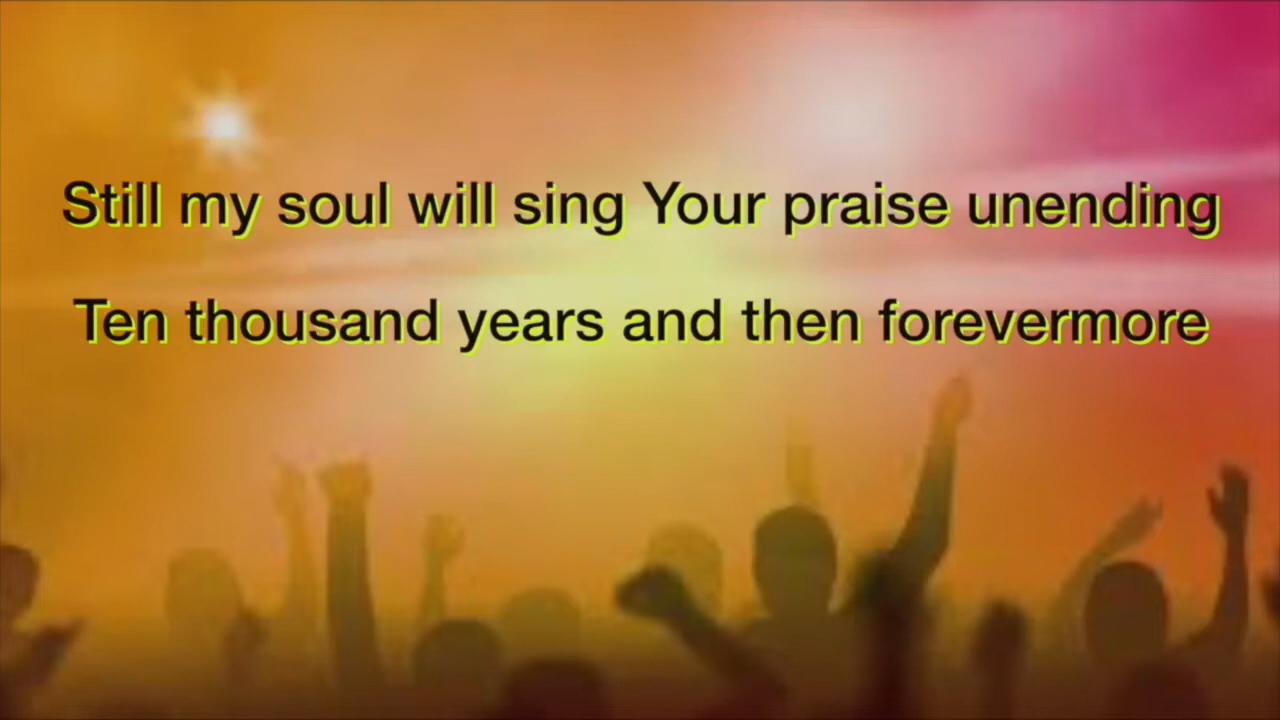 Still my soul will sing Your praise unending
Ten thousand years and then forevermore